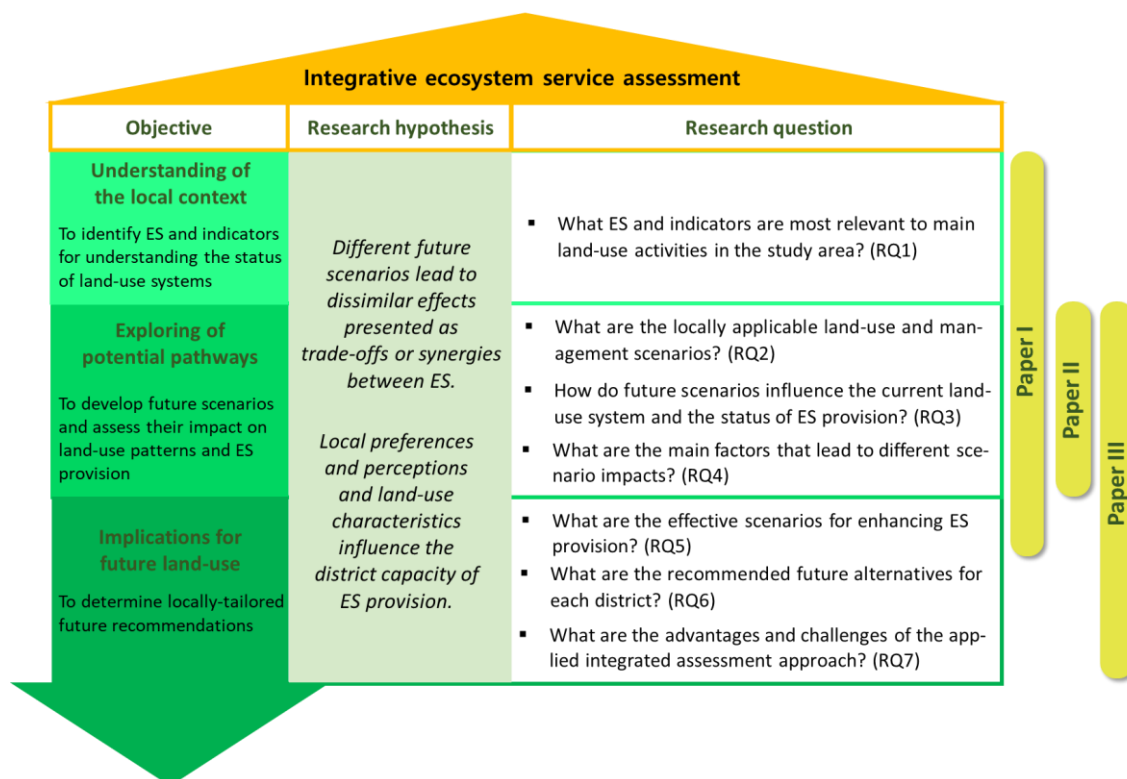 Integrative ecosystem service assessment
Objective
Research hypothesis
Research question
Understanding of
the local context
To identify ES and indicators
for understanding the status
of land-use systems
Exploring of
potential pathways
To develop future scenarios
and assess their impact on
land-use patterns and ES
provision
Implications for
future land-use
To determine locally-tailored
future recommendations
Different future
scenarios lead to
dissimilar effects
presented as
trade-offs or synergies
between ES.
Local preferences
and perceptions
and land-use
characteristics
influence the
district capacity of
ES provision.
▪ What ES and indicators are most relevant to main
land-use activities in the study area? (RQ1)
▪ What are the locally applicable land-use and man-
agement scenarios? (RQ2)
▪ How do future scenarios influence the current land-
use system and the status of ES provision? (RQ3)
▪ What are the main factors that lead to different sce-
nario impacts? (RQ4)
▪ What are the effective scenarios for enhancing ES
provision? (RQ5)
▪ What are the recommended future alternatives for
each district? (RQ6)
▪ What are the advantages and challenges of the app-
lied integrated assessment approach? (RQ7)
Paper I
Paper II
Paper III